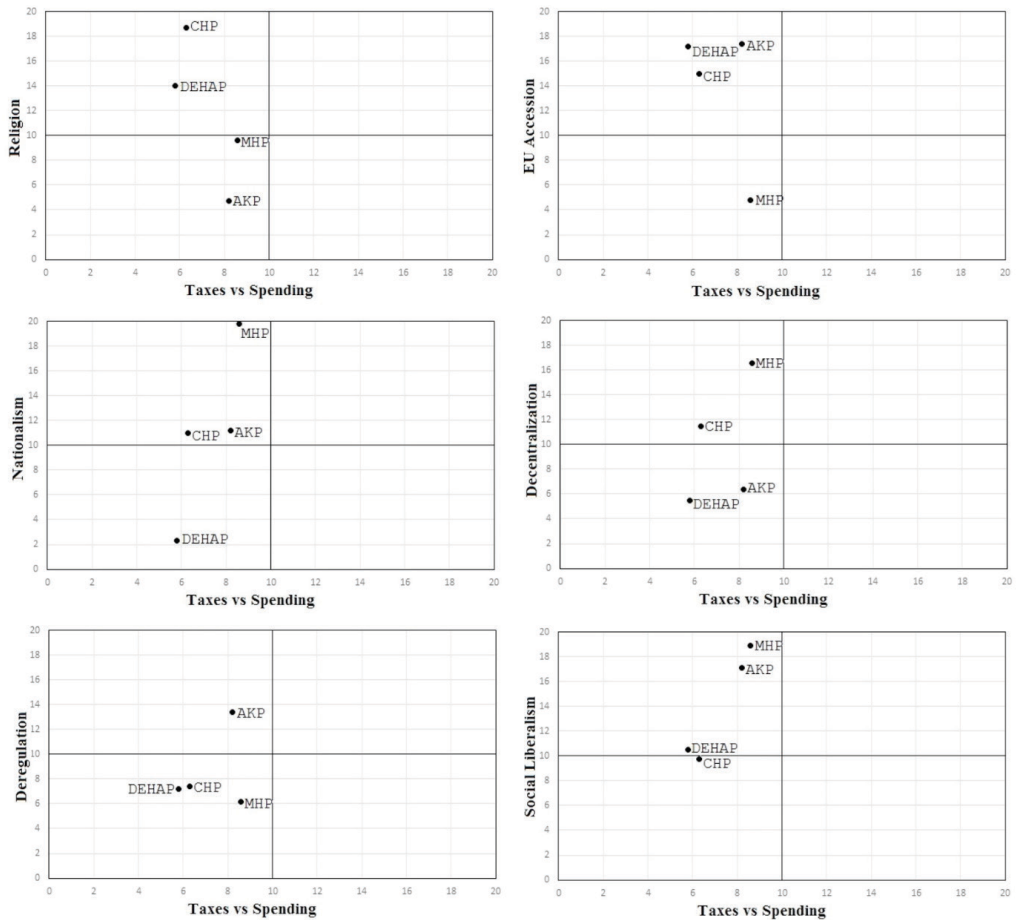 Religion
20
18
16
14
12
10
8
6
4
2
0
CHP
DEHAP
MHP
AKP
0 2 4 6 8 10 12 14 16 18 20
Taxes vs Spending
EU Accession
20
18
16
14
12
10
8
6
4
2
0
AKP
DEHAP
CHP
MHP
0 2 4 6 8 10 12 14 16 18 20
Taxes vs Spending
Nationalism
20
18
16
14
12
10
8
6
4
2
0
MHP
CHP AKP
DEHAP
0 2 4 6 8 10 12 14 16 18 20
Taxes vs Spending
Decentralization
20
18
16
14
12
10
8
6
4
2
0
MHP
CHP
AKP
DEHAP
0 2 4 6 8 10 12 14 16 18 20
Taxes vs Spending
Deregulation
20
18
16
14
12
10
8
6
4
2
0
AKP
DEHAP CHP
MHP
0 2 4 6 8 10 12 14 16 18 20
Taxes vs Spending
Social Liberalism
20
18
16
14
12
10
8
6
4
2
0
MHP
AKP
DEHAP
CHP
0 2 4 6 8 10 12 14 16 18 20
Taxes vs Spending